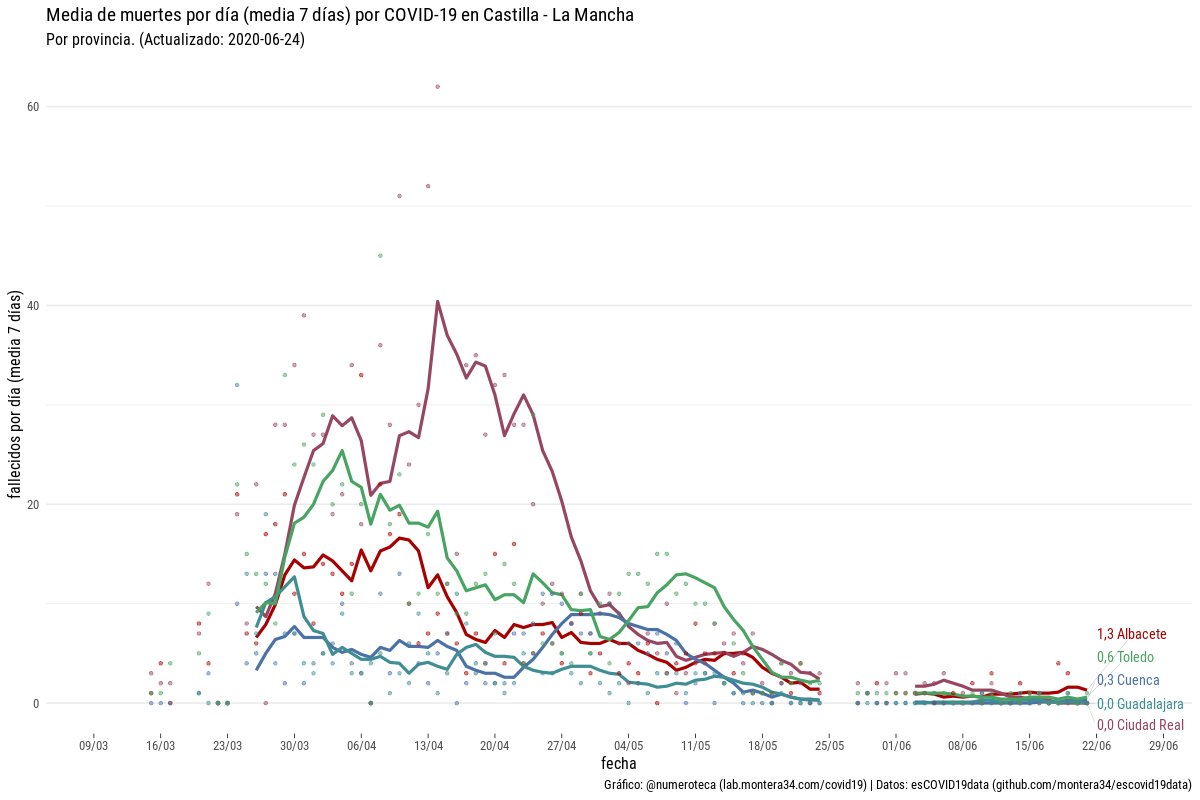 Media de muertes por día (media 7 días) por COVID-19 en Castilla - La Mancha
Por provincia. (Actualizado: 2020-06-24)
fallecidos por día (media 7 días)
60
40
20
0
1,3 Albacete
0,6 Toledo
0,3 Cuenca
0,0 Guadalajara
0,0 Ciudad Real
09/03 16/03 23/03 30/03 06/04 13/04 20/04 27/04 04/05 11/05 18/05 25/05 01/06 08/06 15/06 22/06 29/06
fecha
Gráfico: @numeroteca (lab.montera34.com/covid19) | Datos: esCOVID19data (github.com/montera34/escovid19data)